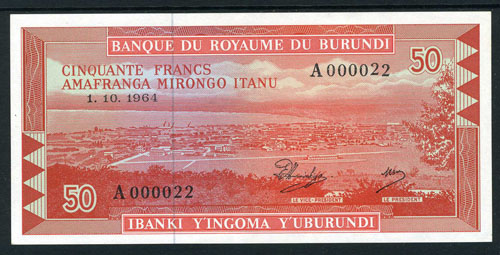 BANQUE DU ROYAUME DU BURUNDI
50
CINQUANTE FRANCS
A 000022
AMAFRANGA MIRONGO ITANU
1.10.1964
50
A 000022
LE VICE-PRESIDENT
LE PRESIDENT
IBANKI Y'INGOMA Y'UBURUNDI